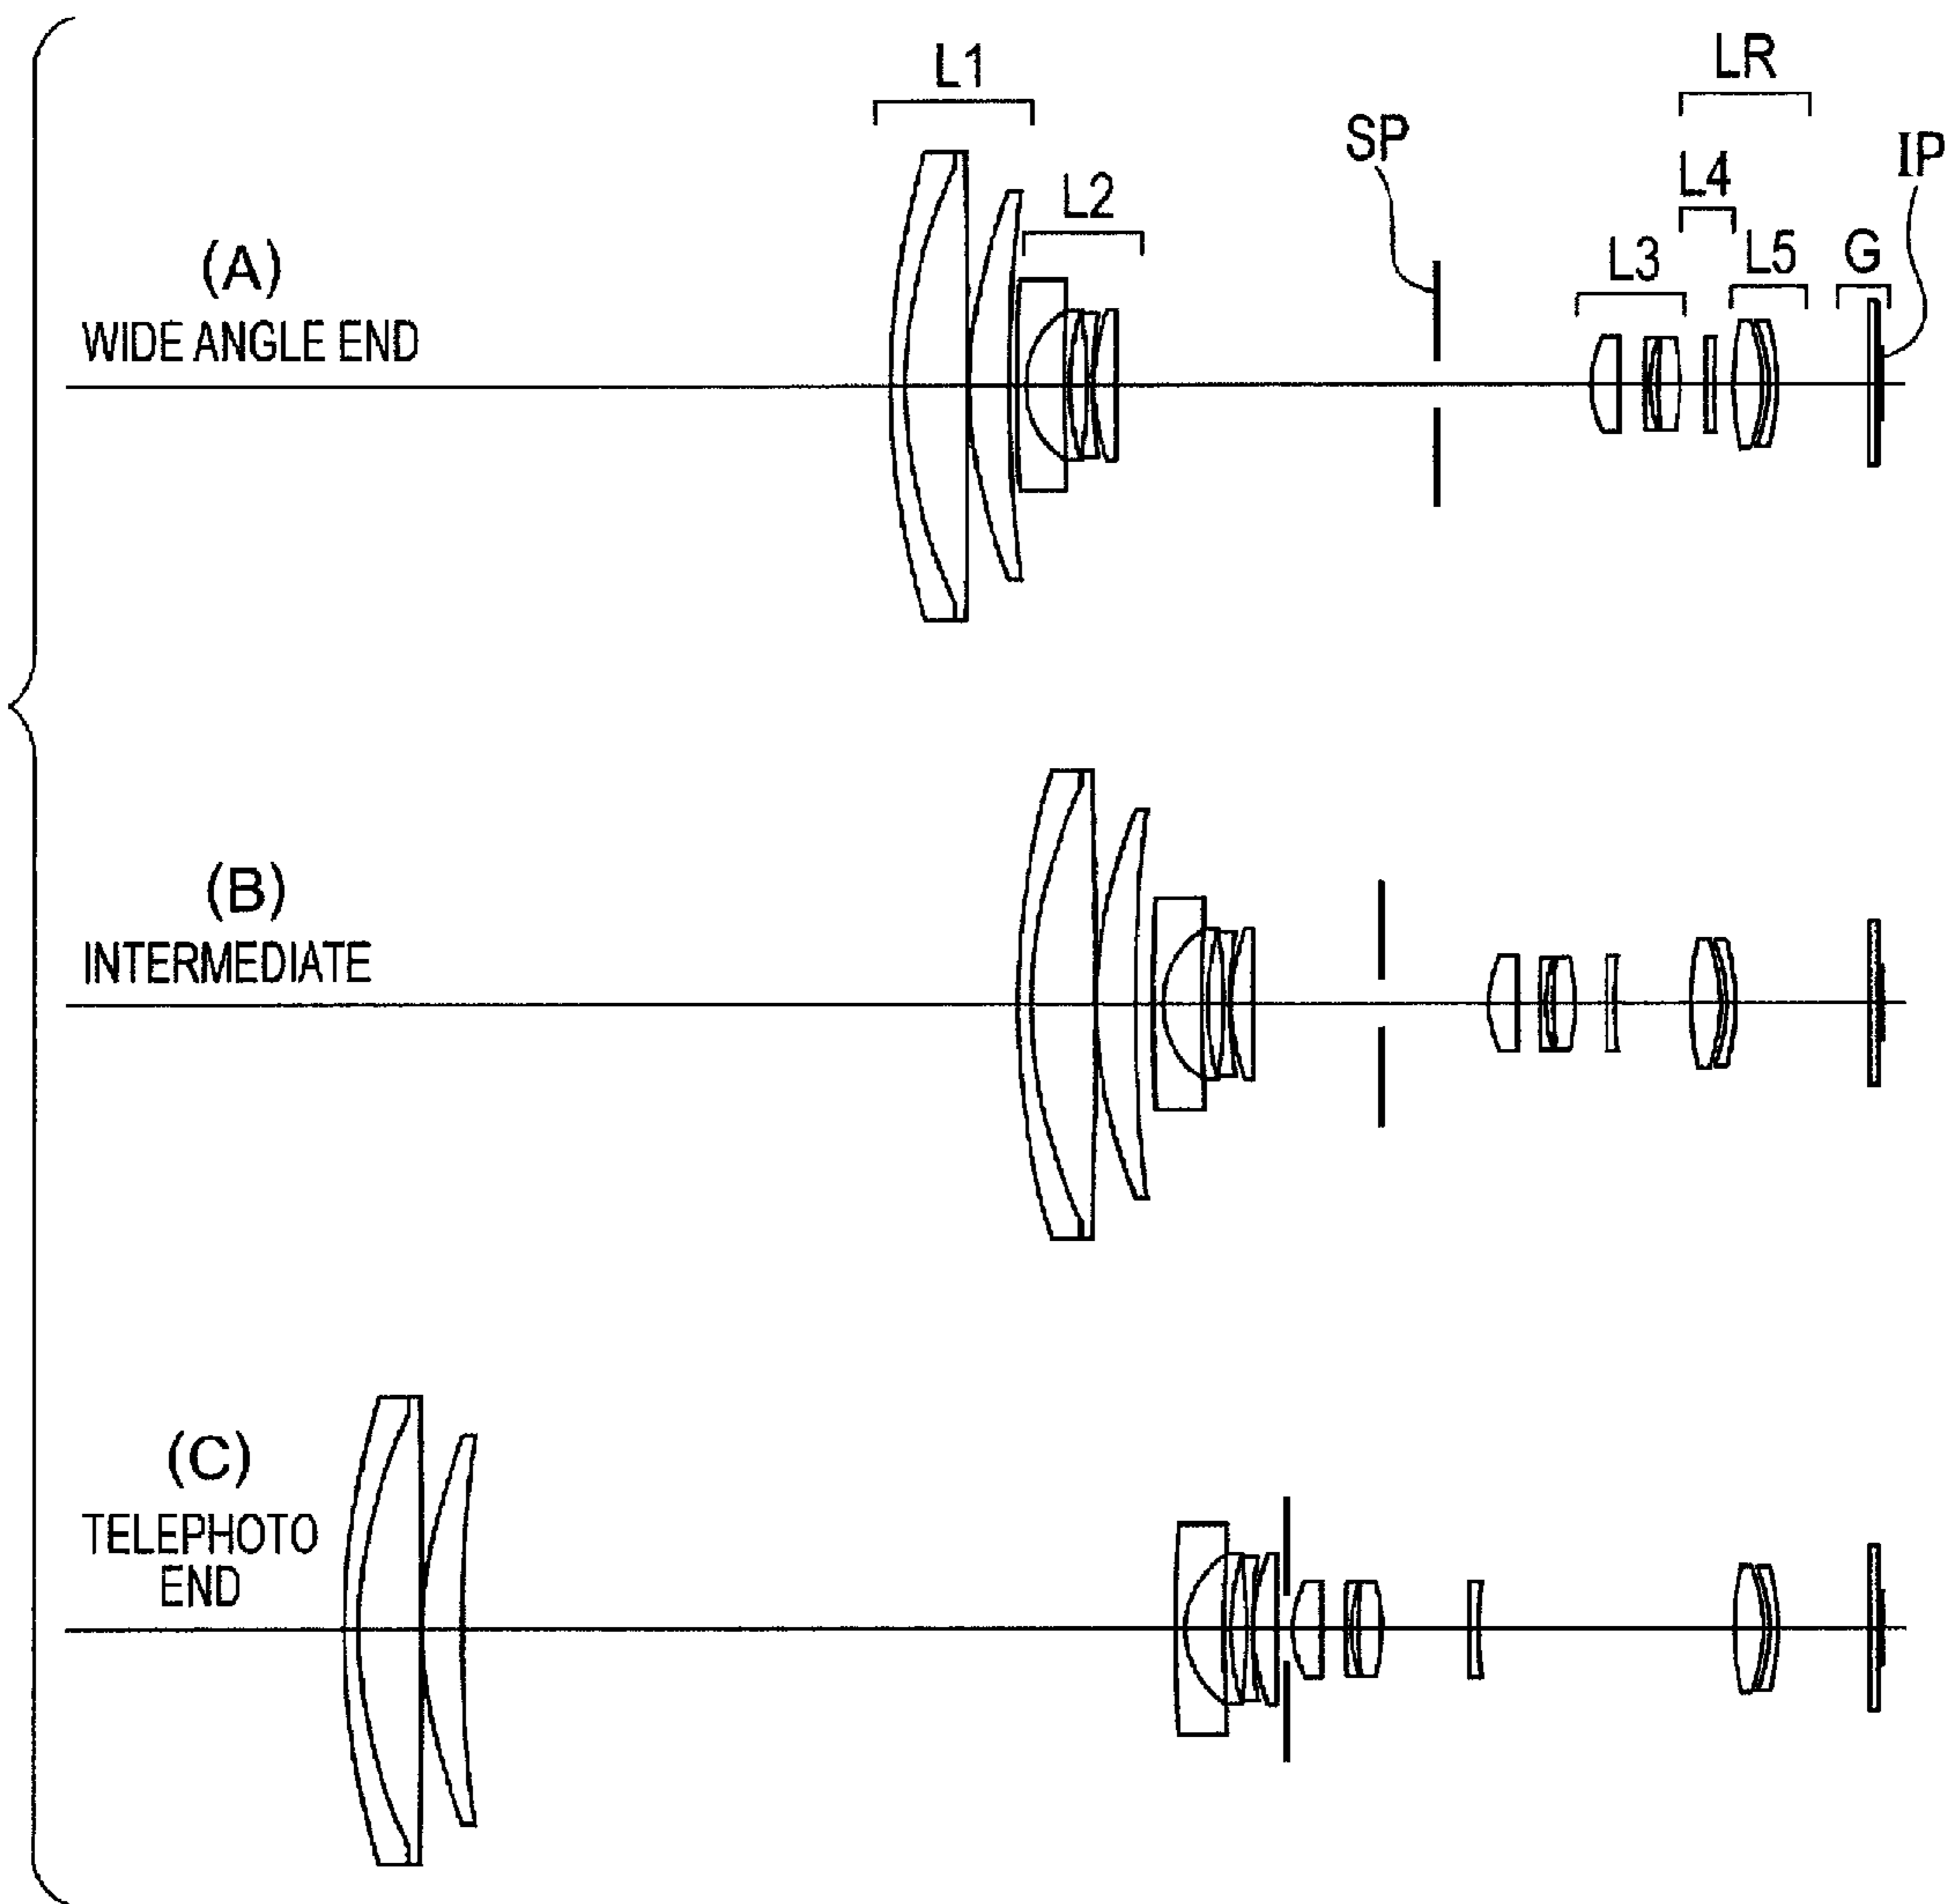 L1
LR
SP
IP
L4
L2
L3
L5
G
(A)
WIDE ANGLE END
(B)
INTERMEDIATE
(C)
TELEPHOTO
END